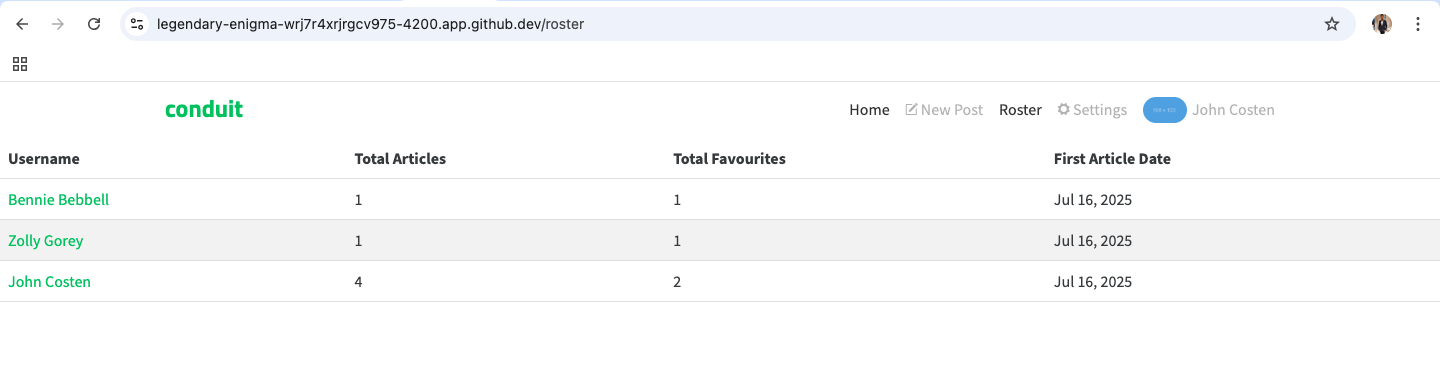 legendary-enigma-wrj7r4xrjrgcv975-4200.app.github.dev/roster
conduit
Home New Post Roster Settings John Costen
Username Total Articles Total Favourites First Article Date
Bennie Bebbell 1 1 Jul 16, 2025
Zolly Gorey 1 1 Jul 16, 2025
John Costen 4 2 Jul 16, 2025